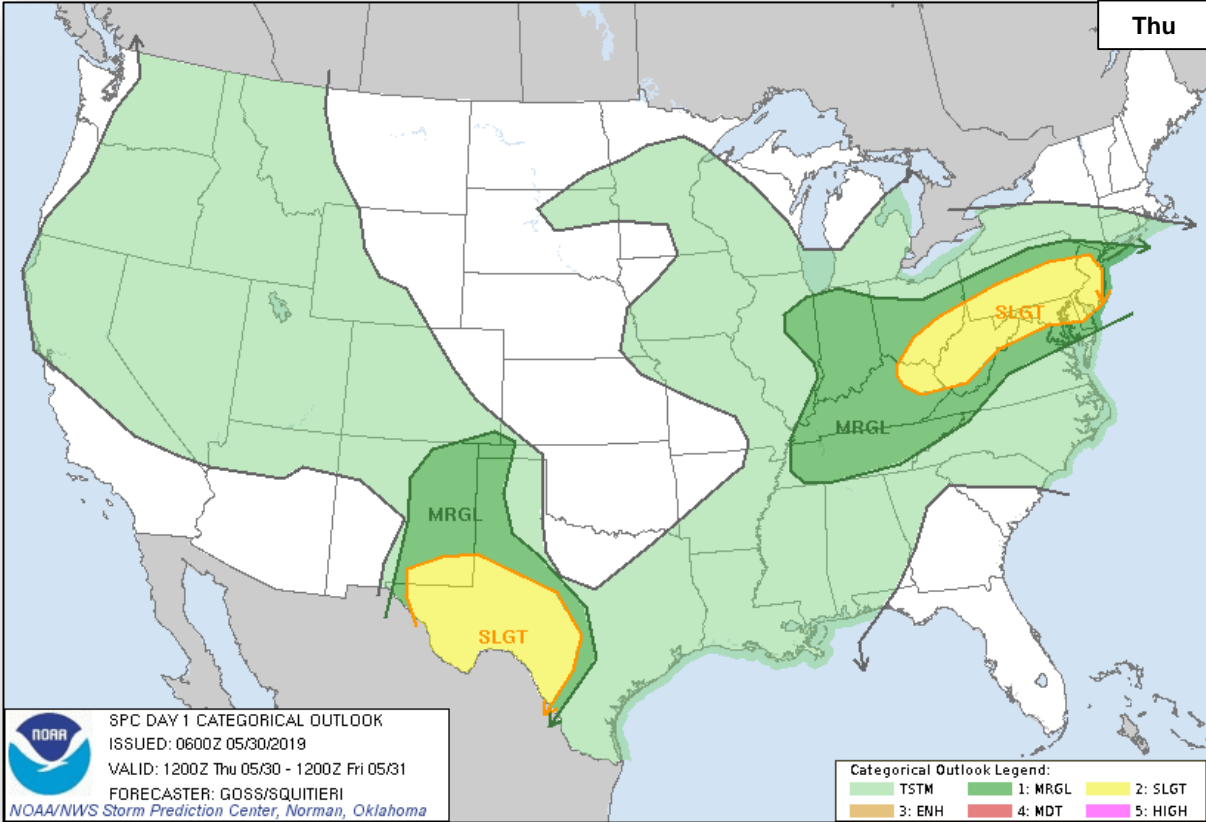 Thu
SLGT
MRGL
MRGL
SLGT
NOAA
SPC DAY 1 CATEGORICAL OUTLOOK
ISSUED: 0600Z 05/30/2019
VALID: 1200Z Thu 05/30 - 1200Z Fri 05/31
FORECASTER: GOSS/SQUITIERI
NOAA/NWS Storm Prediction Center, Norman, Oklahoma
Categorical Outlook Legend:
TSTM 1: MRGL 2: SLGT
3: ENH 4: MDT 5: HIGH